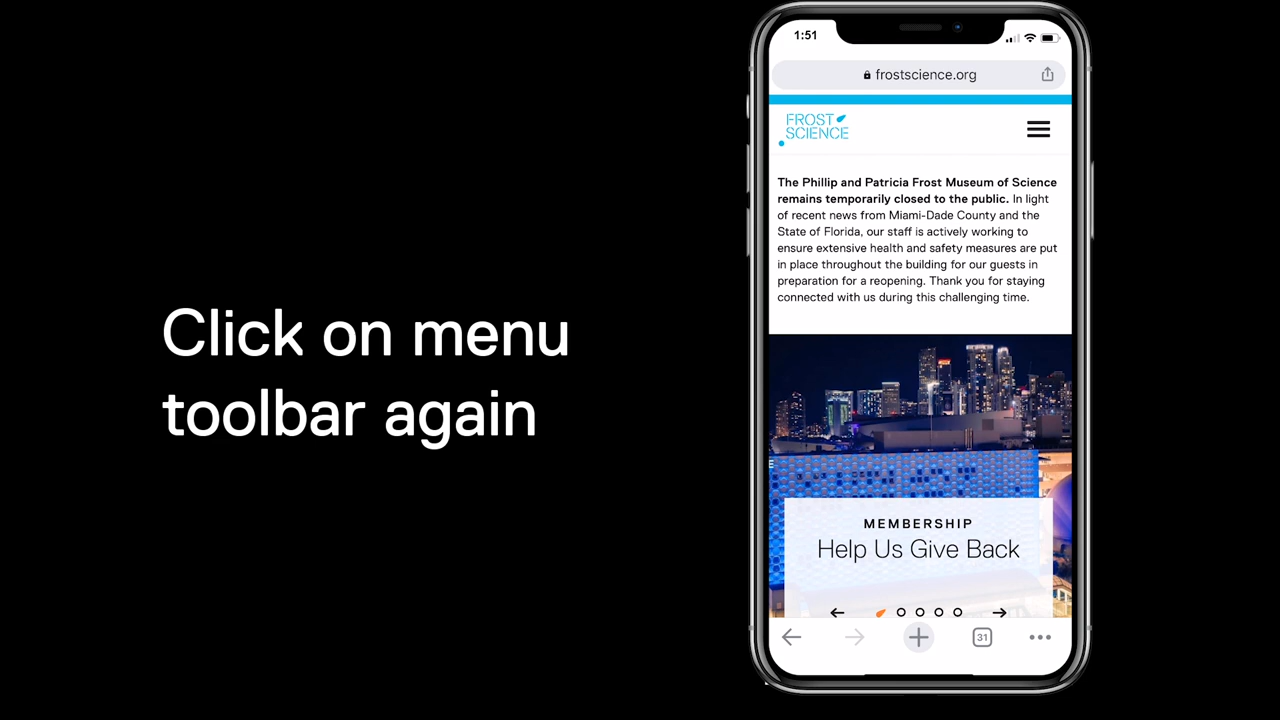 Click on menu
toolbar again
1:51
frostscience.org
FROST
SCIENCE
The Phillip and Patricia Frost Museum of Science
remains temporarily closed to the public. In light
of recent news from Miami-Dade County and the
State of Florida, our staff is actively working to
ensure extensive health and safety measures are put
in place throughout the building for our guests in
preparation for a reopening. Thank you for staying
connected with us during this challenging time.
E
MEMBERSHIP
Help Us Give Back
31